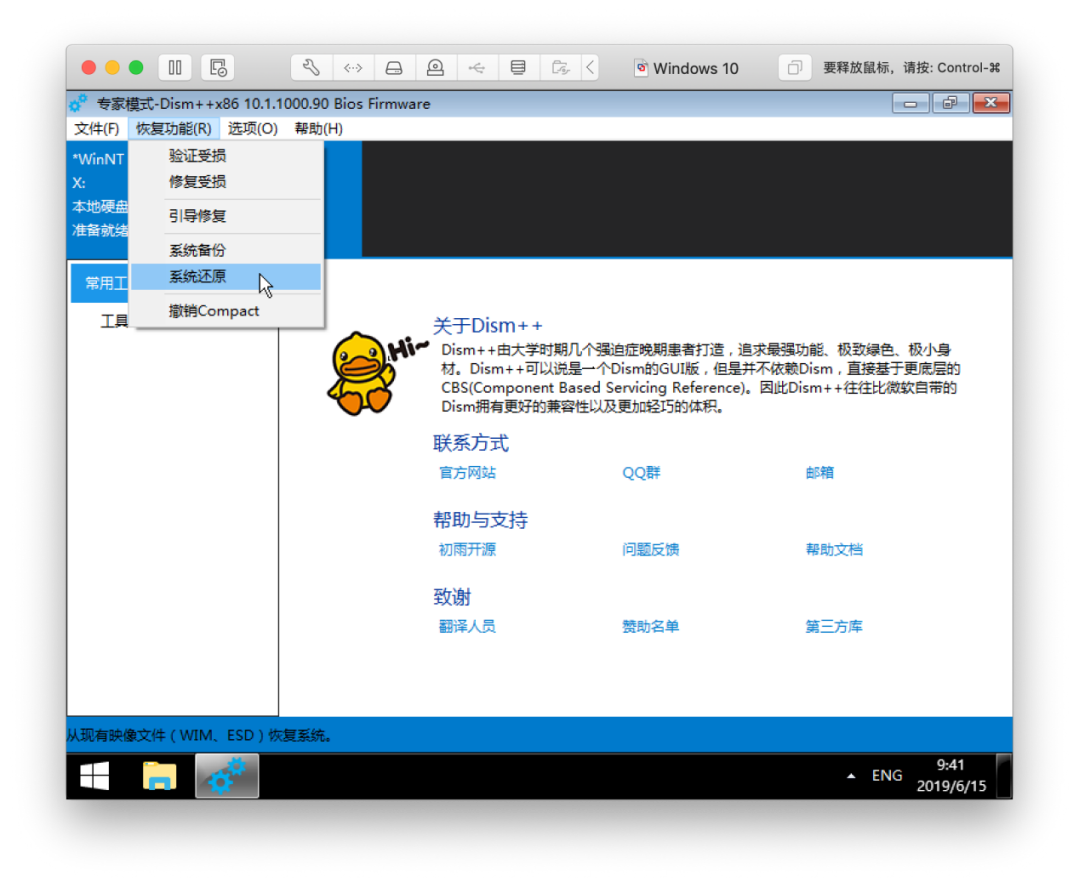 Windows 10
要释放鼠标，请按: Control-⌘
专家模式-Dism++x86 10.1.1000.90 Bios Firmware
文件(F) 恢复功能(R) 选项(O) 帮助(H)
*WinNT
X:
本地硬盘
准备就绪
验证受损
修复受损
引导修复
系统备份
系统还原
撤销Compact
常用工
工具
Hi~
关于Dism++
Dism++由大学时期几个强迫症晚期患者打造，追求最强功能、极致绿色、极小身
材。Dism++可以说是一个Dism的GUI版，但是并不依赖Dism，直接基于更底层的
CBS(Component Based Servicing Reference)。因此Dism++往往比微软自带的
Dism拥有更好的兼容性以及更加轻巧的体积。
联系方式
官方网站 QQ群 邮箱
帮助与支持
初雨开源 问题反馈 帮助文档
致谢
翻译人员 赞助名单 第三方库
从现有映像文件（WIM、ESD）恢复系统。
ENG
9:41
2019/6/15